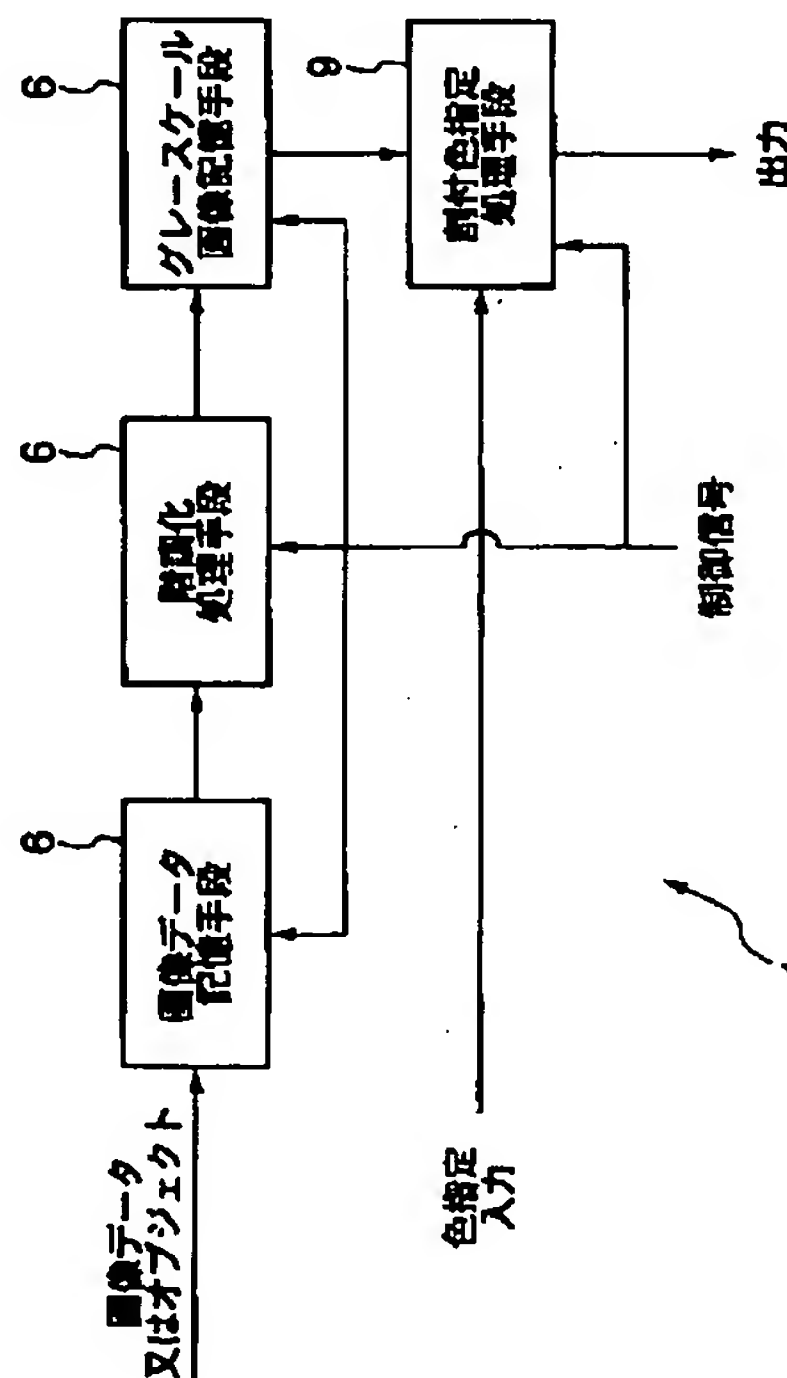 画像データ
又はオブジェクト
画像データ
記憶手段
6
階調化
処理手段
6
グレースケール
画像記憶手段
色指定
入力
制御信号
9
割付色指定
処理手段
出力